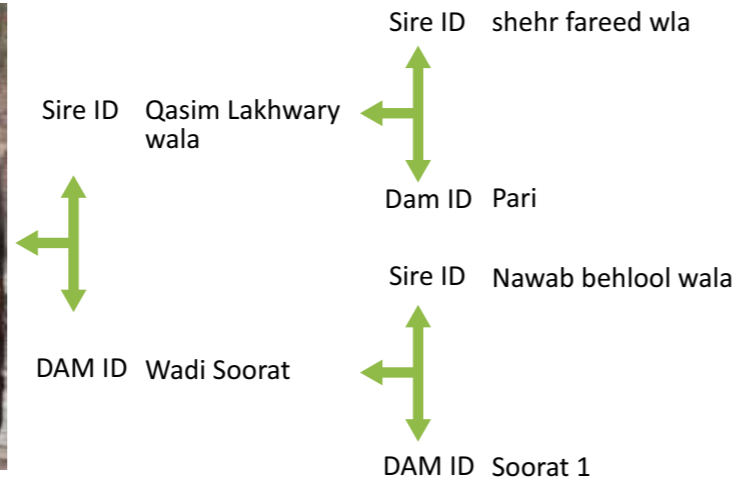 Sire ID shehr fareed wla
Sire ID Qasim Lakhwary
wala
Dam ID Pari
Sire ID Nawab behlool wala
DAM ID Wadi Soorat
DAM ID Soorat 1